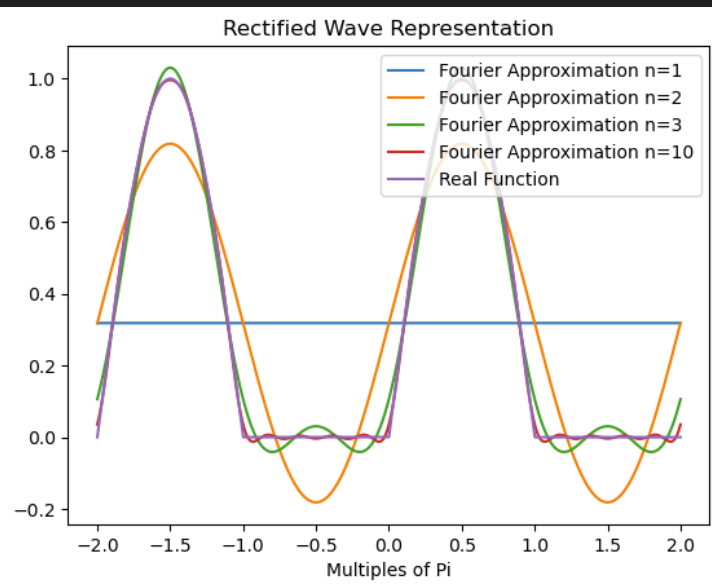 Rectified Wave Representation
Fourier Approximation n=1
Fourier Approximation n=2
Fourier Approximation n=3
Fourier Approximation n=10
Real Function
1.0
0.8
0.6
0.4
0.2
0.0
−0.2
−2.0 −1.5 −1.0 −0.5 0.0 0.5 1.0 1.5 2.0
Multiples of Pi